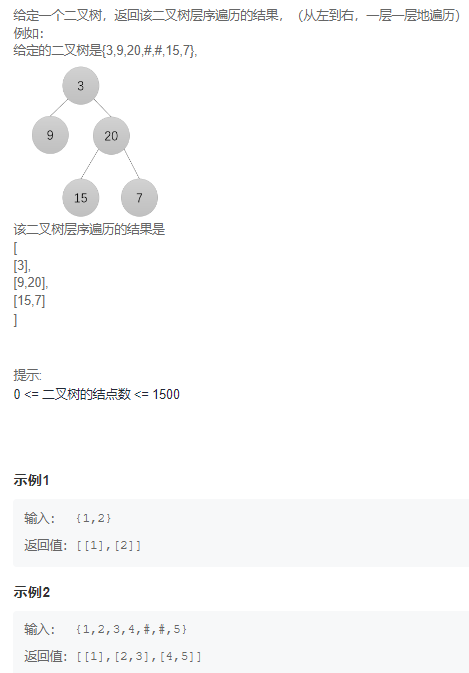 给定一个二叉树，返回该二叉树层序遍历的结果，（从左到右，一层一层地遍历）
例如：
给定的二叉树是{3,9,20,#,#,15,7},
3
9
20
15
7
该二叉树层序遍历的结果是
[
[3],
[9,20],
[15,7]
]
提示:
0 <= 二叉树的结点数 <= 1500
示例1
输入： {1,2}
返回值：[[1],[2]]
示例2
输入： {1,2,3,4,#,#,5}
返回值：[[1],[2,3],[4,5]]